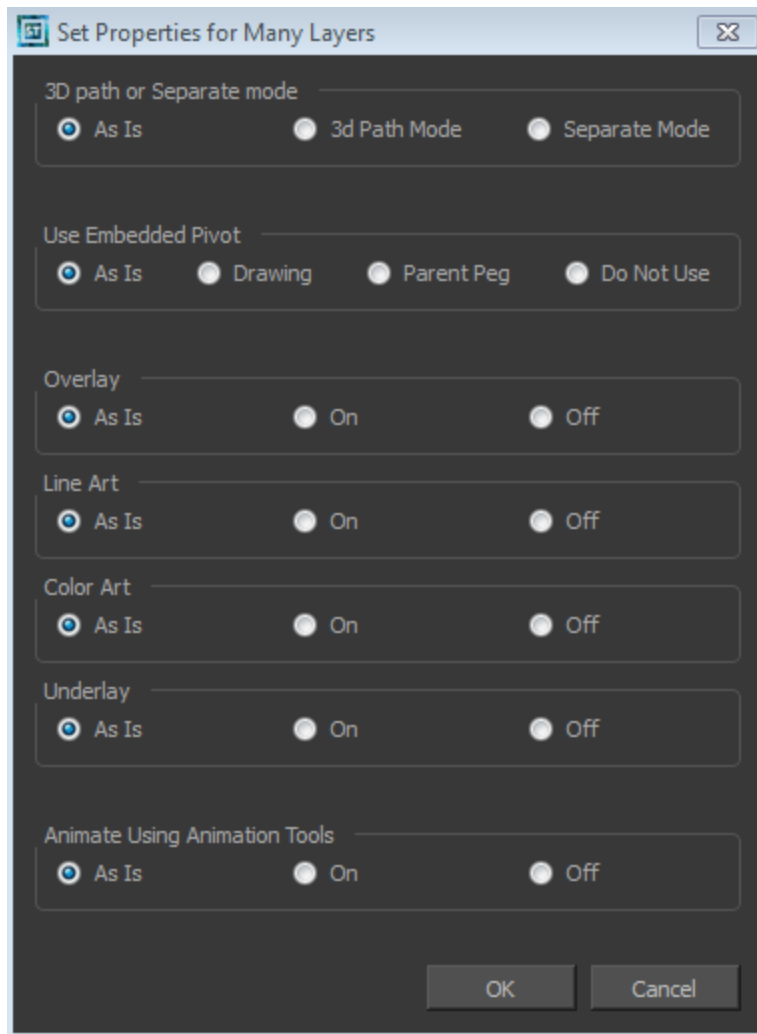 Set Properties for Many Layers
3D path or Separate mode
As Is 3d Path Mode Separate Mode
Use Embedded Pivot
As Is Drawing Parent Peg Do Not Use
Overlay
As Is On Off
Line Art
As Is On Off
Color Art
As Is On Off
Underlay
As Is On Off
Animate Using Animation Tools
As Is On Off
OK Cancel